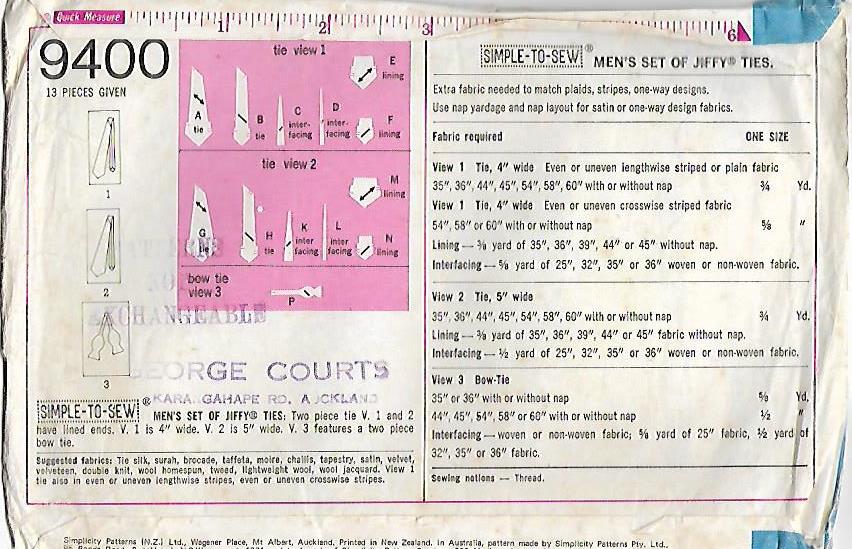 Quick Measure 1 2 3 6
9400
13 PIECES GIVEN
1
2
3
tie view 1
A
tie
B
tie
C
inter-
facing
D
inter-
facing
E
lining
F
lining
tie view 2
G
tie
H
tie
K
inter
facing
L
inter
facing
M
lining
N
lining
bow tie
view 3
P
EXCHANGEABLE
GEORGE COURTS
KARANGAHAPE RD. AUCKLAND
SIMPLE-TO-SEW® MEN'S SET OF JIFFY® TIES: Two piece tie V. 1 and 2
have lined ends. V. 1 is 4" wide. V. 2 is 5" wide. V. 3 features a two piece
bow tie.
Suggested fabrics: Tie silk, surah, brocade, taffeta, moire, challis, tapestry, satin, velvet,
velveteen, double knit, wool homespun, tweed, lightweight wool, wool jacquard. View 1
tie also in even or uneven lengthwise stripes, even or uneven crosswise stripes.
SIMPLE-TO-SEW® MEN'S SET OF JIFFY® TIES.
Extra fabric needed to match plaids, stripes, one-way designs.
Use nap yardage and nap layout for satin or one-way design fabrics.
Fabric required ONE SIZE
View 1 Tie, 4" wide Even or uneven lengthwise striped or plain fabric
35", 36", 44", 45", 54", 58", 60" with or without nap ¾ Yd.
View 1 Tie, 4" wide Even or uneven crosswise striped fabric
54", 58" or 60" with or without nap ⅝ "
Lining — ⅜ yard of 35", 36", 39", 44" or 45" without nap.
Interfacing — ⅝ yard of 25", 32", 35" or 36" woven or non-woven fabric.
View 2 Tie, 5" wide
35", 36", 44", 45", 54", 58", 60" with or without nap ¾ Yd.
Lining — ⅜ yard of 35", 36", 39", 44" or 45" fabric without nap.
Interfacing — ½ yard of 25", 32", 35" or 36" woven or non-woven fabric.
View 3 Bow-Tie
35" or 36" with or without nap ⅝ Yd.
44", 45", 54", 58" or 60" with or without nap ½ "
Interfacing — woven or non-woven fabric; ⅝ yard of 25" fabric, ½ yard of
32", 35" or 36" fabric.
Sewing notions — Thread.
Simplicity Patterns (N.Z.) Ltd., Wagener Place, Mt Albert, Auckland. Printed in New Zealand. In Australia, pattern made by Simplicity Patterns Pty. Ltd.,